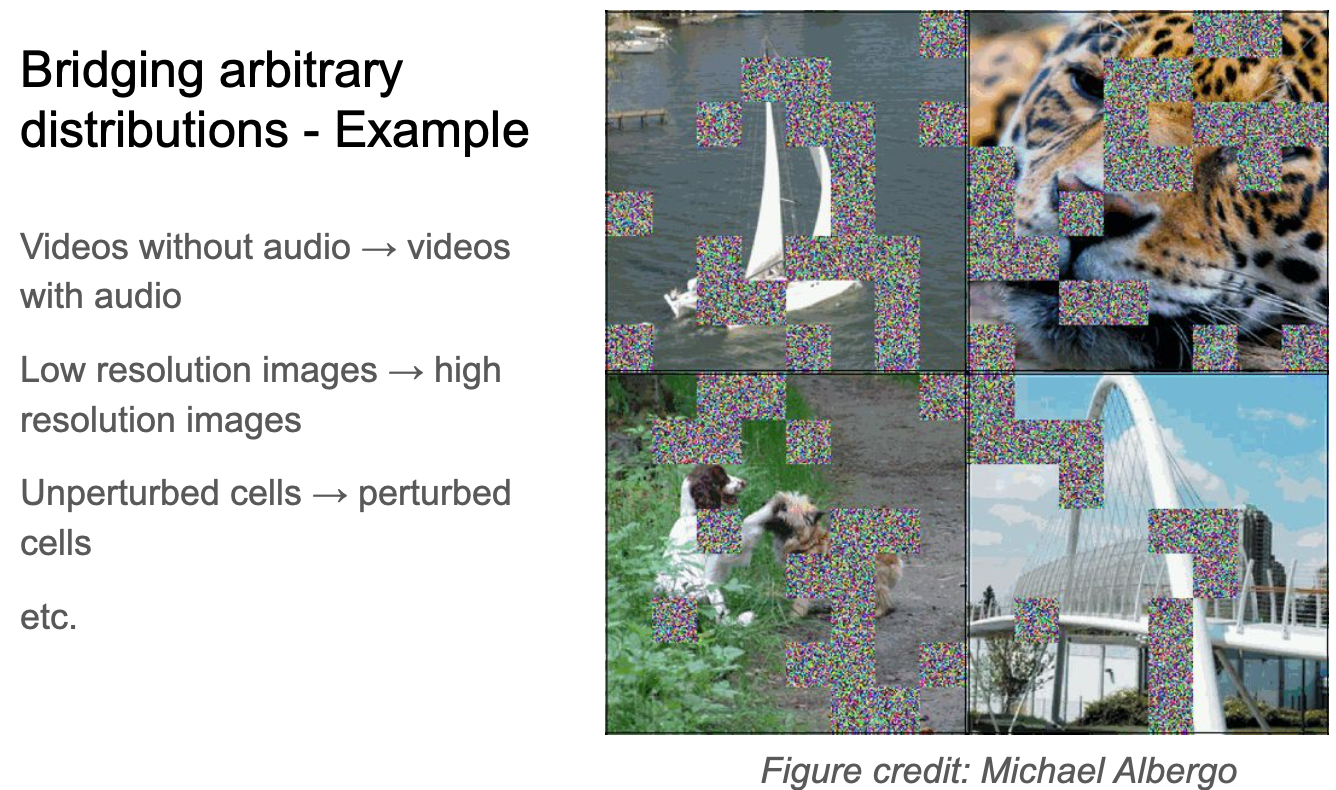 Bridging arbitrary
distributions - Example
Videos without audio → videos
with audio
Low resolution images → high
resolution images
Unperturbed cells → perturbed
cells
etc.
Figure credit: Michael Albergo